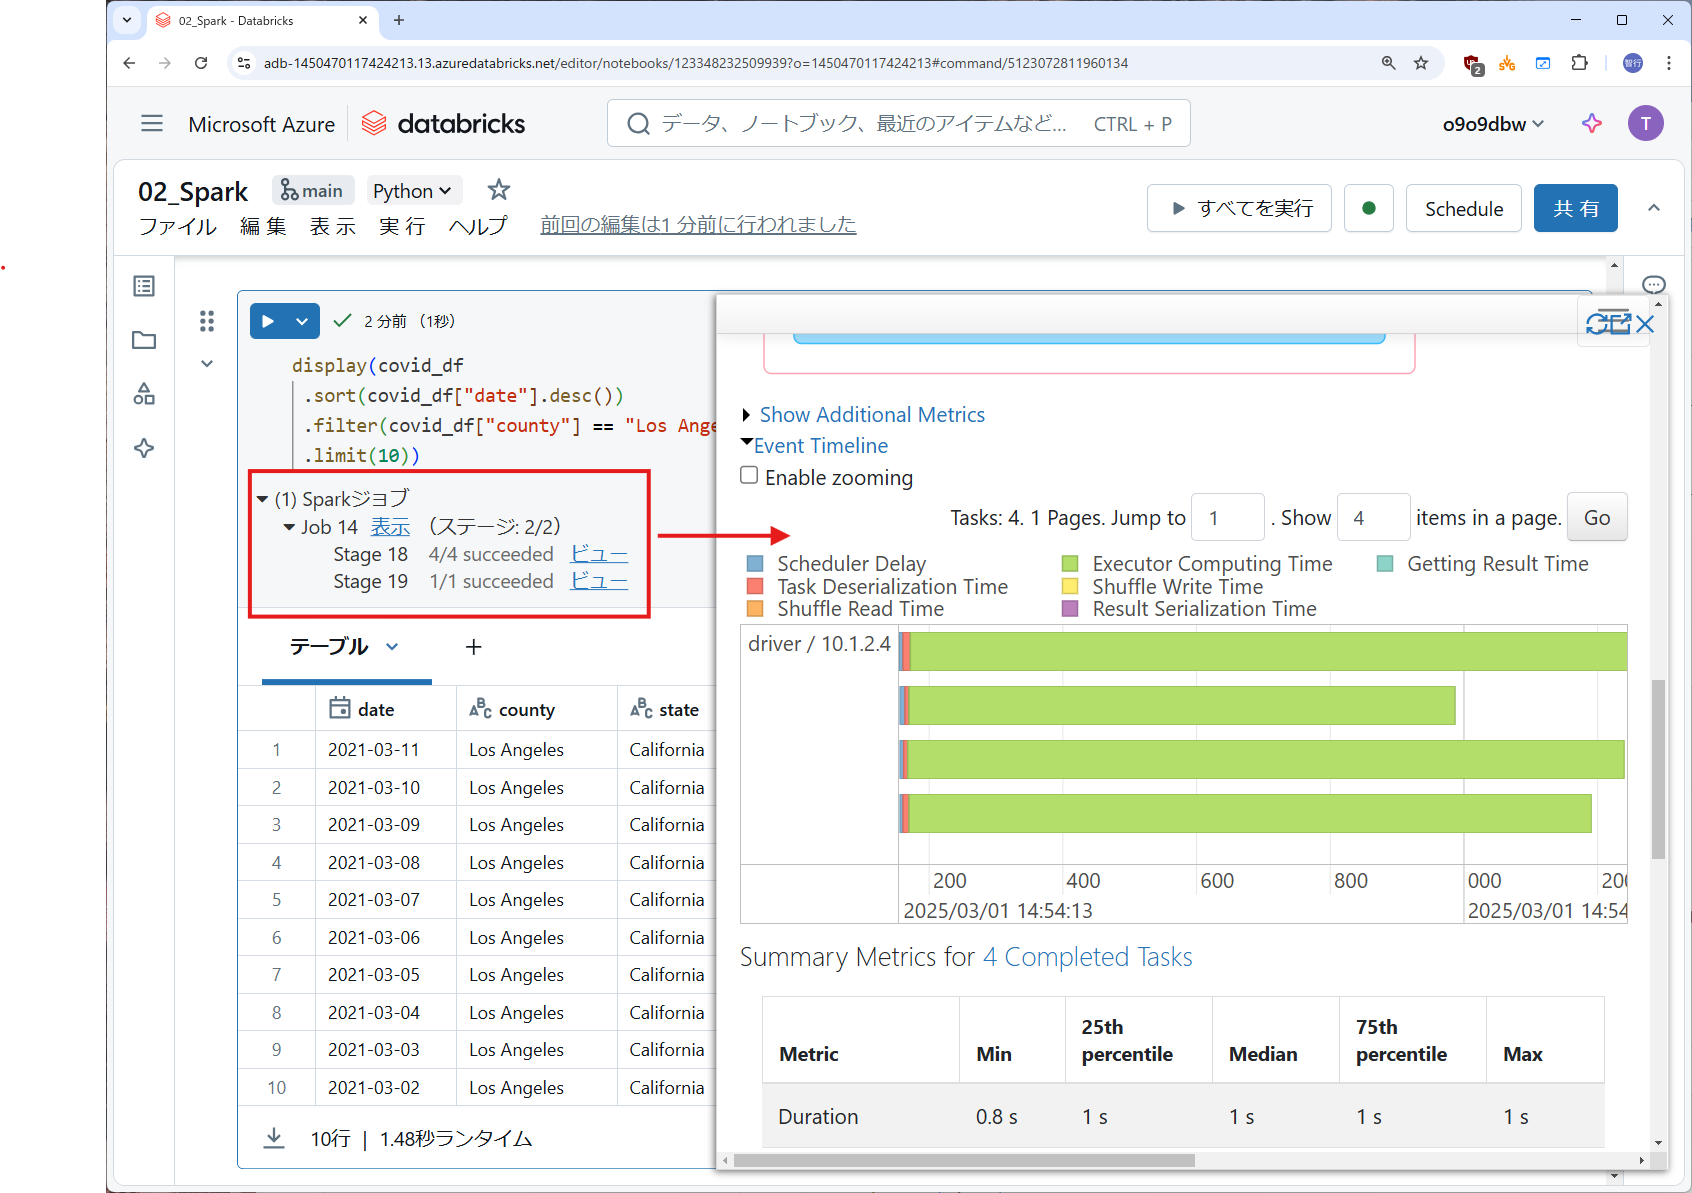 02_Spark - Databricks
adb-1450470117424213.13.azuredatabricks.net/editor/notebooks/123348232509939?o=1450470117424213#command/5123072811960134
2
智行
Microsoft Azure
databricks
データ、ノートブック、最近のアイテムなど... CTRL + P
o9o9dbw
T
02_Spark
main
Python
ファイル 編集 表示 実行 ヘルプ
前回の編集は1 分前に行われました
すべてを実行
Schedule
共有
2 分前 (1秒)
display(covid_df
.sort(covid_df["date"].desc())
.filter(covid_df["county"] == "Los Ange
.limit(10))
(1) Sparkジョブ
Job 14 表示 (ステージ: 2/2)
Stage 18 4/4 succeeded ビュー
Stage 19 1/1 succeeded ビュー
テーブル
+
date county state
1 2021-03-11 Los Angeles California
2 2021-03-10 Los Angeles California
3 2021-03-09 Los Angeles California
4 2021-03-08 Los Angeles California
5 2021-03-07 Los Angeles California
6 2021-03-06 Los Angeles California
7 2021-03-05 Los Angeles California
8 2021-03-04 Los Angeles California
9 2021-03-03 Los Angeles California
10 2021-03-02 Los Angeles California
10行 | 1.48秒ランタイム
Show Additional Metrics
Event Timeline
Enable zooming
Tasks: 4. 1 Pages. Jump to 1 . Show 4 items in a page. Go
Scheduler Delay Executor Computing Time Getting Result Time
Task Deserialization Time Shuffle Write Time
Shuffle Read Time Result Serialization Time
driver / 10.1.2.4
200 400 600 800 000 200
2025/03/01 14:54:13 2025/03/01 14:54
Summary Metrics for 4 Completed Tasks
Metric Min 25th percentile Median 75th percentile Max
Duration 0.8 s 1 s 1 s 1 s 1 s